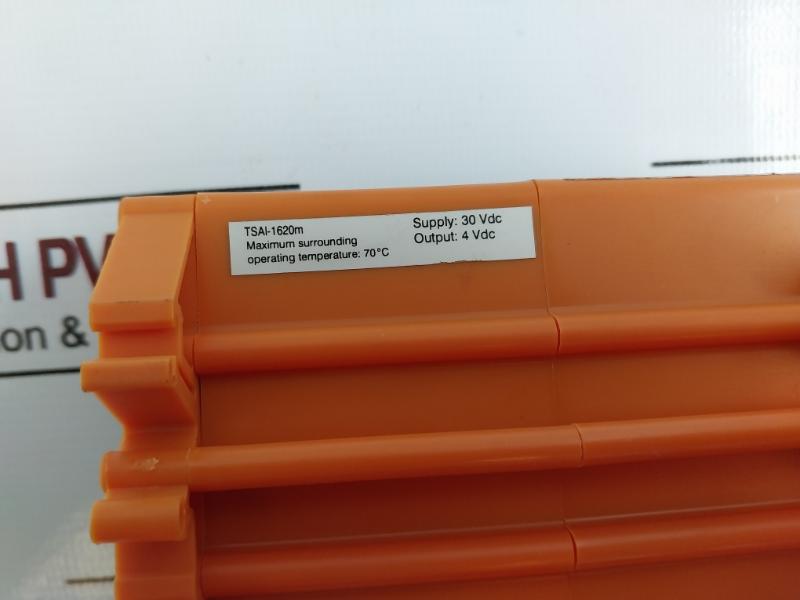 TSAI-1620m
Maximum surrounding
operating temperature: 70°C
Supply: 30 Vdc
Output: 4 Vdc
H PV
on &